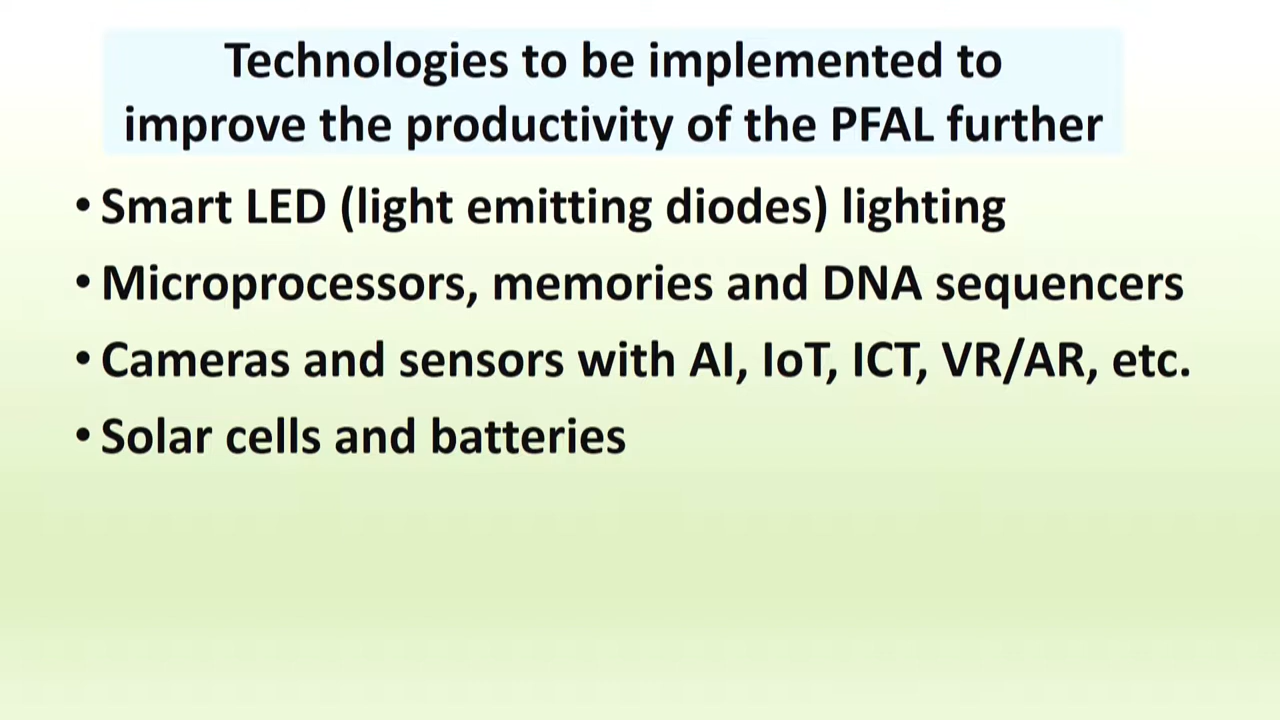 Technologies to be implemented to
improve the productivity of the PFAL further
• Smart LED (light emitting diodes) lighting
• Microprocessors, memories and DNA sequencers
• Cameras and sensors with AI, IoT, ICT, VR/AR, etc.
• Solar cells and batteries